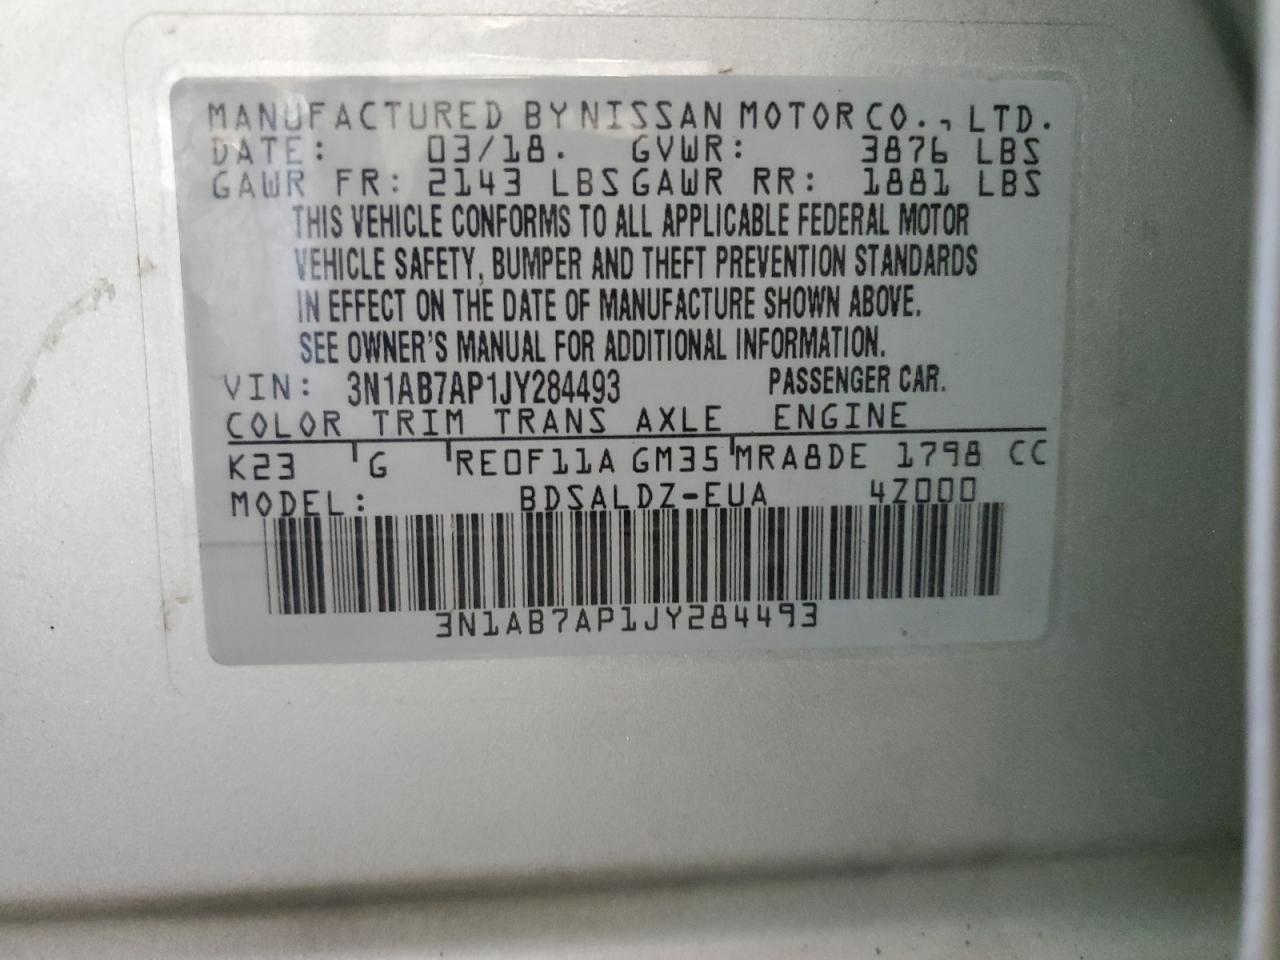 MANUFACTURED BY NISSAN MOTOR CO., LTD.
DATE: 03/18. GVWR: 3876 LBS
GAWR FR: 2143 LBS GAWR RR: 1881 LBS
THIS VEHICLE CONFORMS TO ALL APPLICABLE FEDERAL MOTOR
VEHICLE SAFETY, BUMPER AND THEFT PREVENTION STANDARDS
IN EFFECT ON THE DATE OF MANUFACTURE SHOWN ABOVE.
SEE OWNER'S MANUAL FOR ADDITIONAL INFORMATION.
VIN: 3N1AB7AP1JY284493 PASSENGER CAR.
COLOR TRIM TRANS AXLE ENGINE
K23 G RE0F11A GM35 MRA8DE 1798 CC
MODEL: BDSALDZ-EUA 4Z000
3N1AB7AP1JY284493